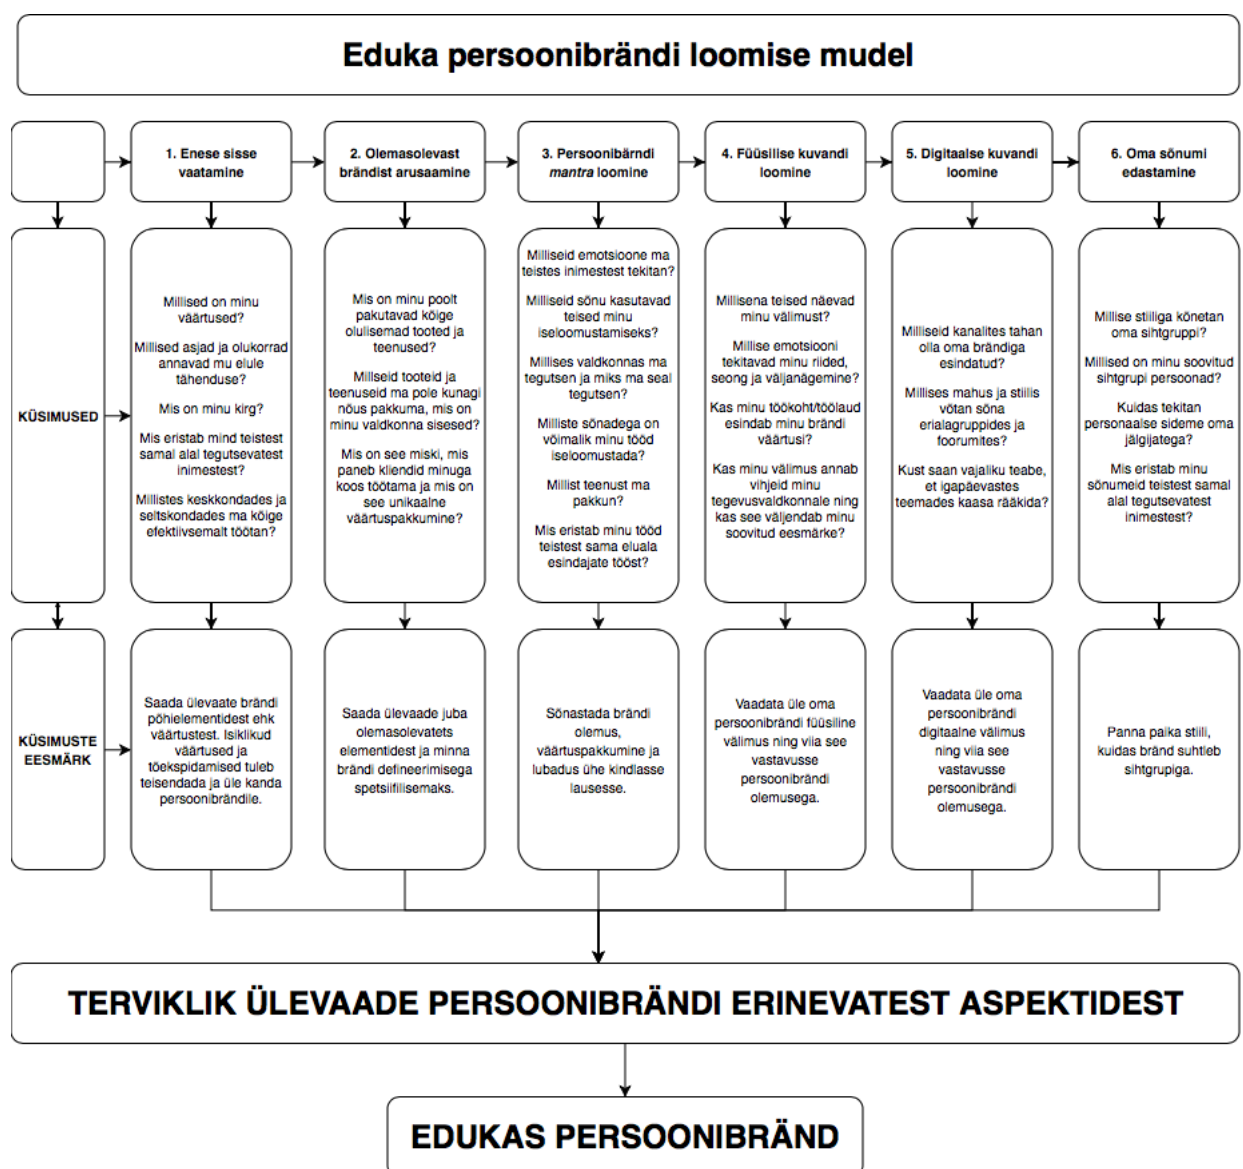 Eduka persoonibrändi loomise mudel
1. Enese sisse
vaatamine
2. Olemasolevast
brändist arusaamine
3. Persoonibärndi
mantra loomine
4. Füüsilise kuvandi
loomine
5. Digitaalse kuvandi
loomine
6. Oma sõnumi
edastamine
KÜSIMUSED
Millised on minu
väärtused?
Millised asjad ja olukorrad
annavad mu elule
tähenduse?
Mis on minu kirg?
Mis eristab mind teistest
samal alal tegutsevatest
inimestest?
Millistes keskkondades ja
seltskondades ma kõige
efektiivsemalt töötan?
Mis on minu poolt
pakutavad kõige
olulisemad tooted ja
teenused?
Milliseid tooteid ja
teenuseid ma pole kunagi
nõus pakkuma, mis on
minu valdkonna sisesed?
Mis on see miski, mis
paneb kliendid minuga
koos töötama ja mis on
see unikaalne
väärtuspakkumine?
Milliseid emotsioone ma
teistes inimestest tekitan?
Milliseid sõnu kasutavad
teised minu
iseloomustamiseks?
Millises valdkonnas ma
tegutsen ja miks ma seal
tegutsen?
Milliste sõnadega on
võimalik minu tööd
iseloomustada?
Millist teenust ma
pakkun?
Mis eristab minu tööd
teistest sama eluala
esindajate tööst?
Millisena teised näevad
minu välimust?
Millise emotsiooni
tekitavad minu riided,
seong ja väljanägemine?
Kas minu töökoht/töölaud
esindab minu brändi
väärtusi?
Kas minu välimus annab
vihjeid minu
tegevusvaldkonnale ning
kas see väljendab minu
soovitud eesmärke?
Milliseid kanalites tahan
olla oma brändiga
esindatud?
Millises mahus ja stiilis
võtan sõna
erialagruppides ja
foorumites?
Kust saan vajaliku teabe,
et igapäevastes
teemades kaasa rääkida?
Millise stiiliga kõnetan
oma sihtgruppi?
Millised on minu soovitud
sihtgrupi persoonad?
Kuidas tekitan
personaalse sideme oma
jälgijatega?
Mis eristab minu
sõnumeid teistest samal
alal tegutsevatest
inimestest?
KÜSIMUSTE
EESMÄRK
Saada ülevaate brändi
põhielementidest ehk
väärtustest. Isiklikud
väärtused ja
tõekspidamised tuleb
teisendada ja üle kanda
persoonibrändile.
Saada ülevaade juba
olemasolevatets
elementidest ja minna
brändi defineerimisega
spetsiifilisemaks.
Sõnastada brändi
olemus,
väärtuspakkumine ja
lubadus ühe kindlasse
lausesse.
Vaadata üle oma
persoonibrändi füüsiline
välimus ning viia see
vastavusse
persoonibrändi
olemusega.
Vaadata üle oma
persoonibrändi
digitaalne välimus
ning viia see
vastavusse
persoonibrändi
olemusega.
Panna paika stiili,
kuidas bränd suhtleb
sihtgrupiga.
TERVIKLIK ÜLEVAADE PERSOONIBRÄNDI ERINEVATEST ASPEKTIDEST
EDUKAS PERSOONIBRÄND